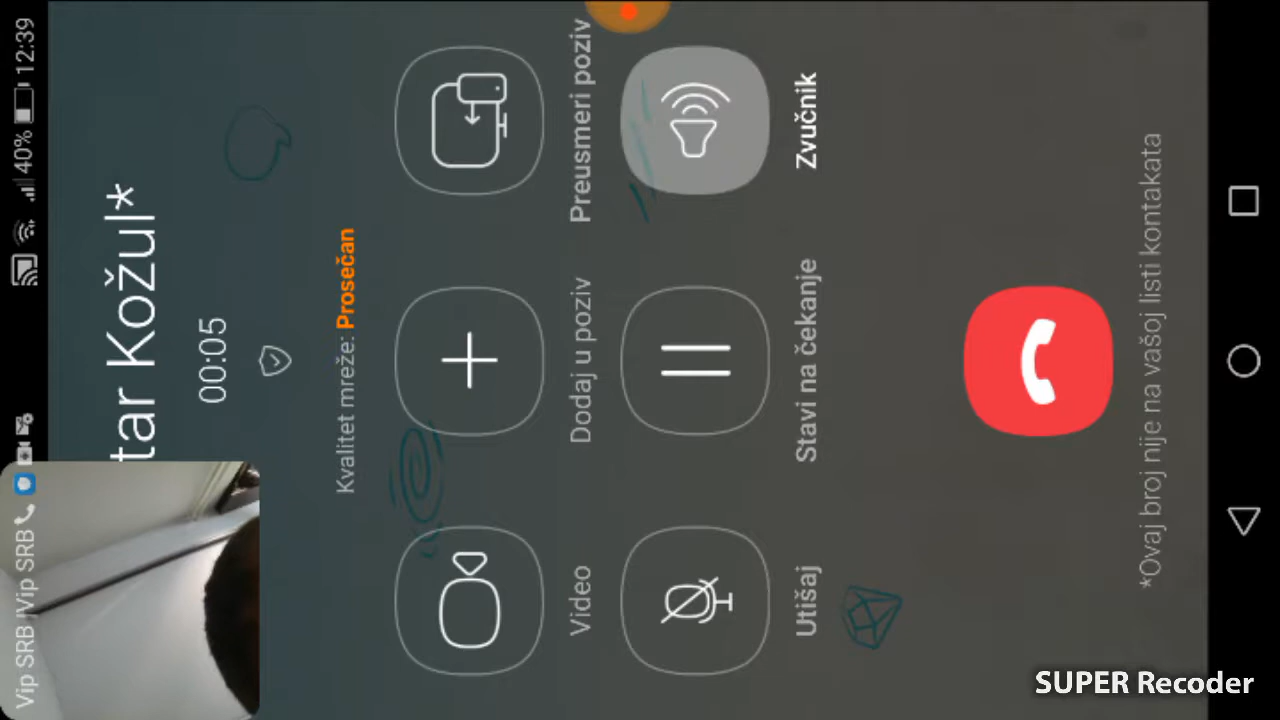 Vip SRB |Vip SRB 40% 12:39
tar Kožul*
00:05
Kvalitet mreže: Prosečan
Video
Dodaj u poziv
Preusmeri poziv
Utišaj
Stavi na čekanje
Zvučnik
*Ovaj broj nije na vašoj listi kontakata
SUPER Recoder